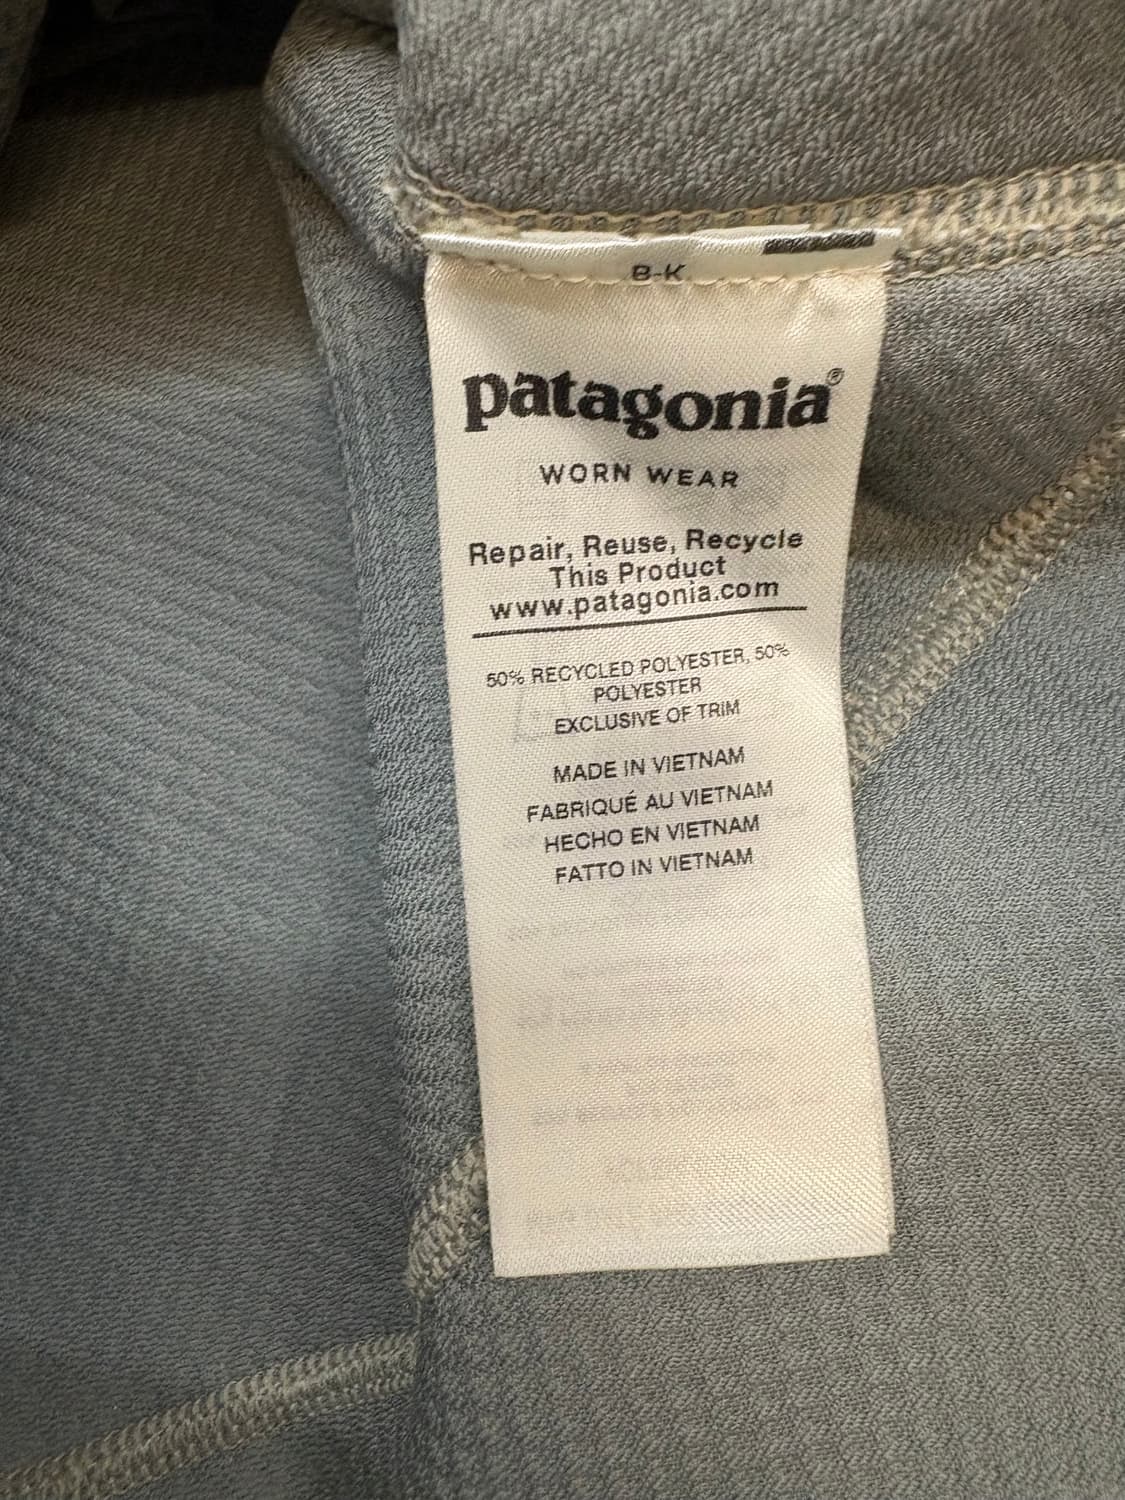 B-K
patagonia®
WORN WEAR
Repair, Reuse, Recycle
This Product
www.patagonia.com
50% RECYCLED POLYESTER, 50%
POLYESTER
EXCLUSIVE OF TRIM
MADE IN VIETNAM
FABRIQUÉ AU VIETNAM
HECHO EN VIETNAM
FATTO IN VIETNAM